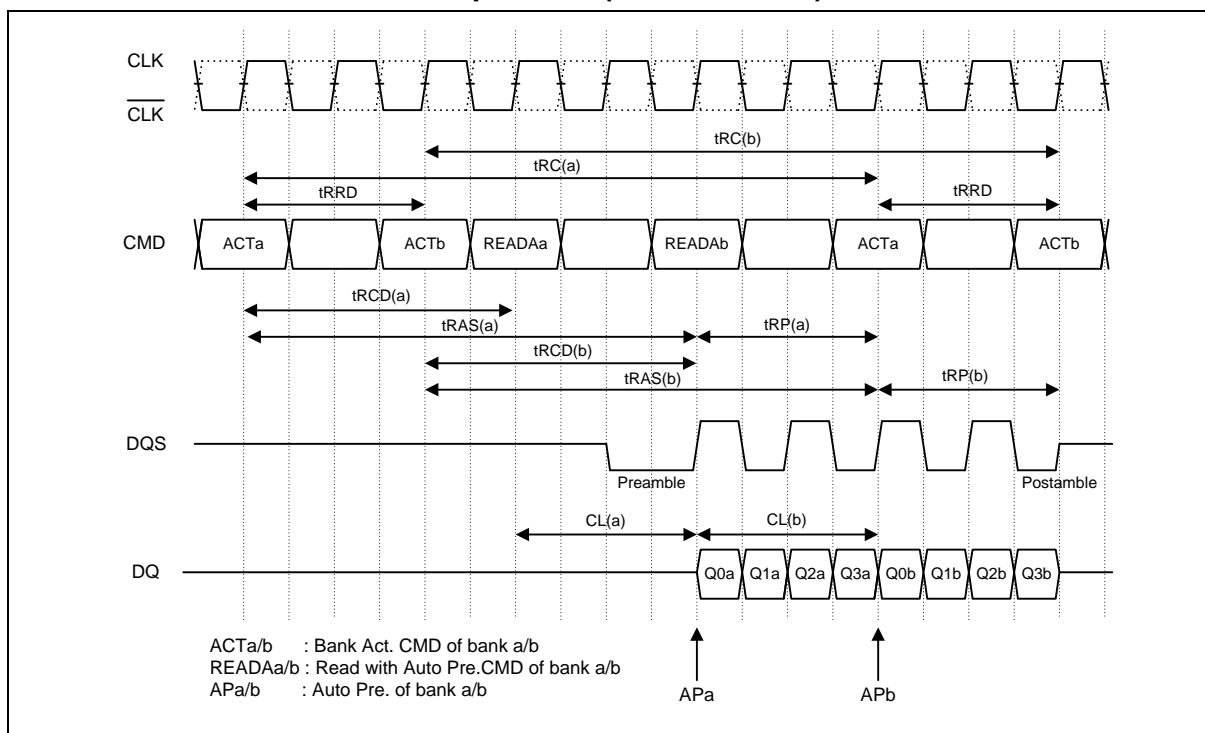 CLK
CLK
tRC(b)
tRC(a)
tRRD
tRRD
CMD
ACTa
ACTb
READAa
READAb
ACTa
ACTb
tRCD(a)
tRAS(a)
tRP(a)
tRCD(b)
tRAS(b)
tRP(b)
DQS
Preamble
Postamble
CL(a)
CL(b)
DQ
Q0a
Q1a
Q2a
Q3a
Q0b
Q1b
Q2b
Q3b
ACTa/b : Bank Act. CMD of bank a/b
READAa/b : Read with Auto Pre.CMD of bank a/b
APa/b : Auto Pre. of bank a/b
APa
APb